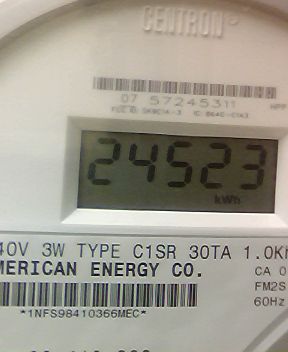 CENTRON
07 57245311
24523
kWh
40V 3W TYPE C1SR 30TA 1.0Kh
MERICAN ENERGY CO.
CA 0
FM2S
60Hz
*1NFS98410366MEC*